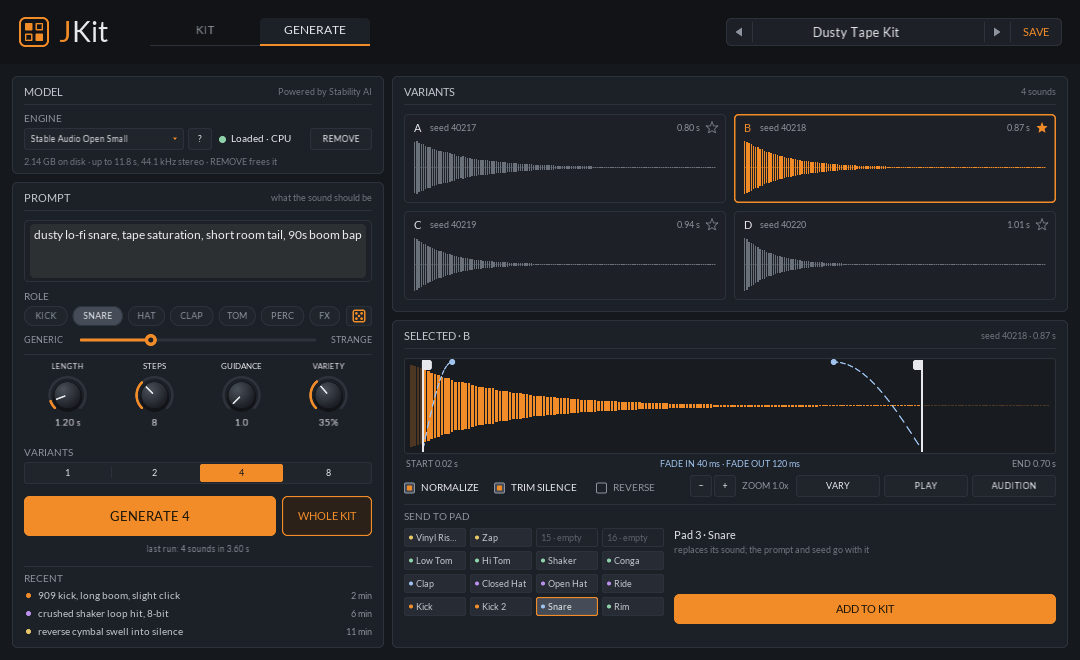 JKit
KIT
GENERATE
Dusty Tape Kit
SAVE
MODEL
Powered by Stability AI
ENGINE
Stable Audio Open Small
?
Loaded · CPU
REMOVE
2.14 GB on disk · up to 11.8 s, 44.1 kHz stereo · REMOVE frees it
PROMPT
what the sound should be
dusty lo-fi snare, tape saturation, short room tail, 90s boom bap
ROLE
KICK
SNARE
HAT
CLAP
TOM
PERC
FX
GENERIC
STRANGE
LENGTH
STEPS
GUIDANCE
VARIETY
1.20 s
8
1.0
35%
VARIANTS
1
2
4
8
GENERATE 4
WHOLE KIT
last run: 4 sounds in 3.60 s
RECENT
909 kick, long boom, slight click
2 min
crushed shaker loop hit, 8-bit
6 min
reverse cymbal swell into silence
11 min
VARIANTS
4 sounds
A
seed 40217
0.80 s
B
seed 40218
0.87 s
C
seed 40219
0.94 s
D
seed 40220
1.01 s
SELECTED · B
seed 40218 · 0.87 s
START 0.02 s
FADE IN 40 ms · FADE OUT 120 ms
END 0.70 s
NORMALIZE
TRIM SILENCE
REVERSE
-
+
ZOOM 1.0x
VARY
PLAY
AUDITION
SEND TO PAD
Vinyl Ris...
Zap
15 · empty
16 · empty
Low Tom
Hi Tom
Shaker
Conga
Clap
Closed Hat
Open Hat
Ride
Kick
Kick 2
Snare
Rim
Pad 3 · Snare
replaces its sound; the prompt and seed go with it
ADD TO KIT